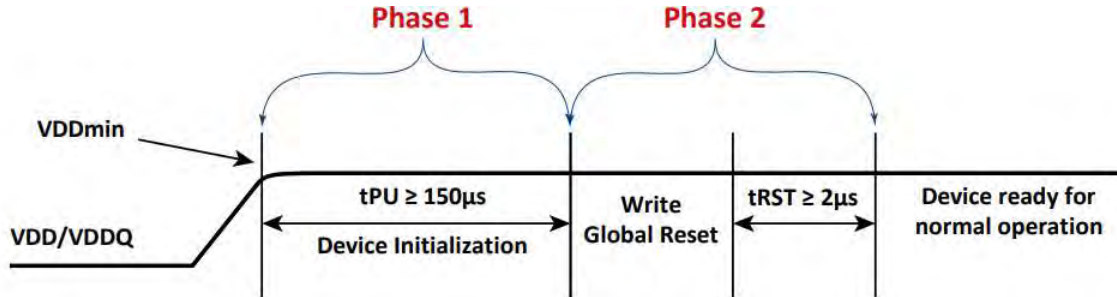 Phase 1
Phase 2
VDDmin
tPU ≥ 150µs
Write
Global Reset
tRST ≥ 2µs
Device ready for
normal operation
VDD/VDDQ
Device Initialization